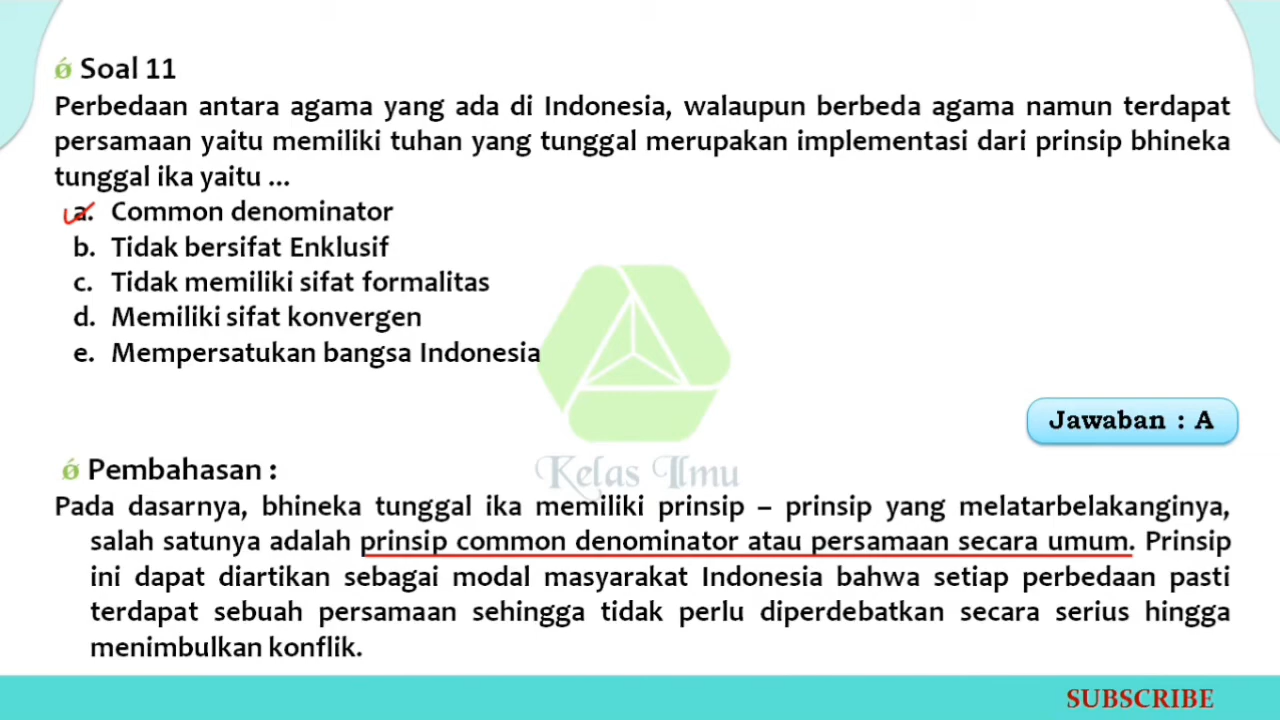 ǿ Soal 11
Perbedaan antara agama yang ada di Indonesia, walaupun berbeda agama namun terdapat
persamaan yaitu memiliki tuhan yang tunggal merupakan implementasi dari prinsip bhineka
tunggal ika yaitu ...
a. Common denominator
b. Tidak bersifat Enklusif
c. Tidak memiliki sifat formalitas
d. Memiliki sifat konvergen
e. Mempersatukan bangsa Indonesia
Jawaban : A
ǿ Pembahasan :
Kelas Ilmu
Pada dasarnya, bhineka tunggal ika memiliki prinsip – prinsip yang melatarbelakanginya,
salah satunya adalah prinsip common denominator atau persamaan secara umum. Prinsip
ini dapat diartikan sebagai modal masyarakat Indonesia bahwa setiap perbedaan pasti
terdapat sebuah persamaan sehingga tidak perlu diperdebatkan secara serius hingga
menimbulkan konflik.
SUBSCRIBE